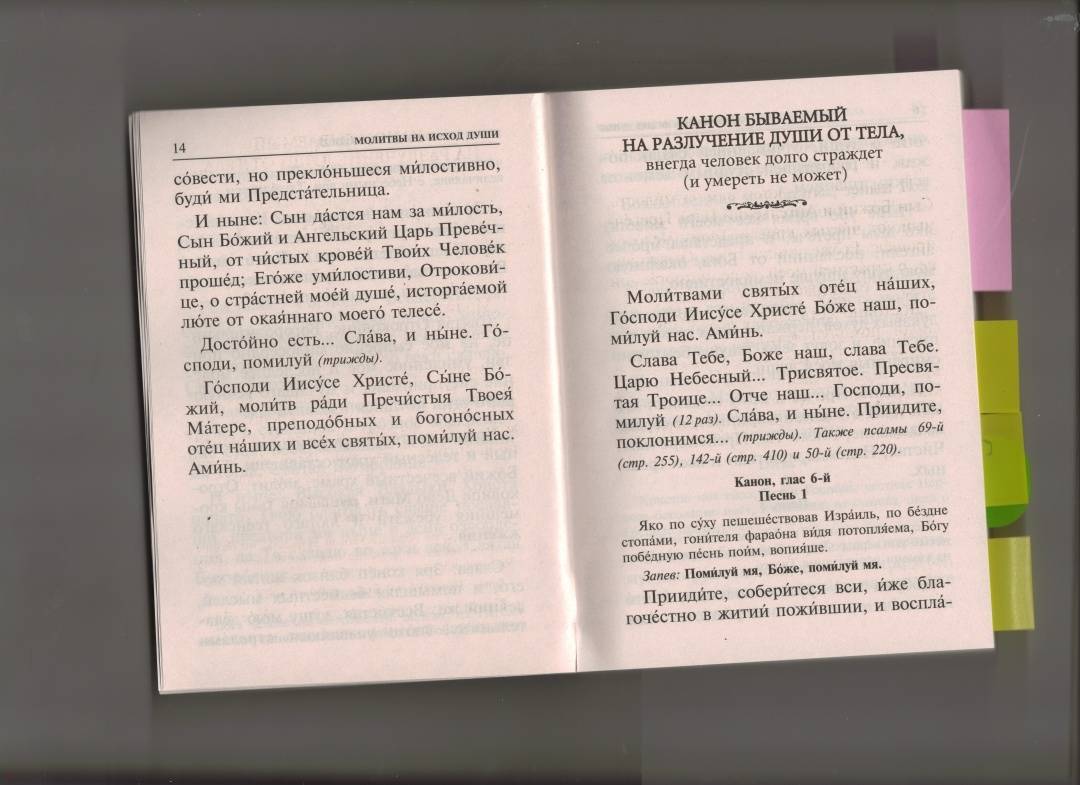 14
МОЛИТВЫ НА ИСХОД ДУШИ
со́вести, но прекло́ньшеся ми́лостивно,
буди́ ми Предста́тельница.
И ныне: Сын да́стся нам за ми́лость,
Сын Бо́жий и Ангельский Царь Преве́ч-
ный, от чи́стых крове́й Твои́х Челове́к
проше́д; Его́же уми́лостиви, Отрокови́-
це, о стра́стней мое́й душе́, исторга́емой
лю́те от окая́ннаго моего́ телесе́.
Досто́йно есть... Сла́ва, и ны́не. Го́-
споди, помилуй (трижды).
Го́споди Иису́се Христе́, Сы́не Бо́-
жий, моли́тв ра́ди Пречи́стыя Твоея́
Ма́тере, преподо́бных и богоно́сных
оте́ц на́ших и все́х святы́х, поми́луй нас.
Ами́нь.
КАНОН БЫВАЕМЫЙ
НА РАЗЛУЧЕНИЕ ДУШИ ОТ ТЕЛА,
внегда человек долго страждет
(и умереть не может)
Моли́твами святы́х оте́ц на́ших,
Го́споди Иису́се Христе́ Бо́же наш, по-
ми́луй нас. Ами́нь.
Слава Тебе, Боже наш, слава Тебе.
Царю Небесный... Трисвятое. Пресвя-
тая Троице... Отче наш... Господи, по-
милуй (12 раз). Сла́ва, и ны́не. Приидите,
поклонимся... (трижды). Также псалмы 69-й
(стр. 255), 142-й (стр. 410) и 50-й (стр. 220).
Канон, глас 6-й
Песнь 1
Яко по су́ху пешеше́ствовав Изра́иль, по бе́здне
стопа́ми, гони́теля фарао́на ви́дя потопля́ема, Бо́гу
побе́дную пе́снь пои́м, вопия́ше.
Запев: Поми́луй мя, Бо́же, поми́луй мя.
Прииди́те, собери́теся вси, и́же бла-
гоче́стно в житии́ пожи́вшии, и воспла́-